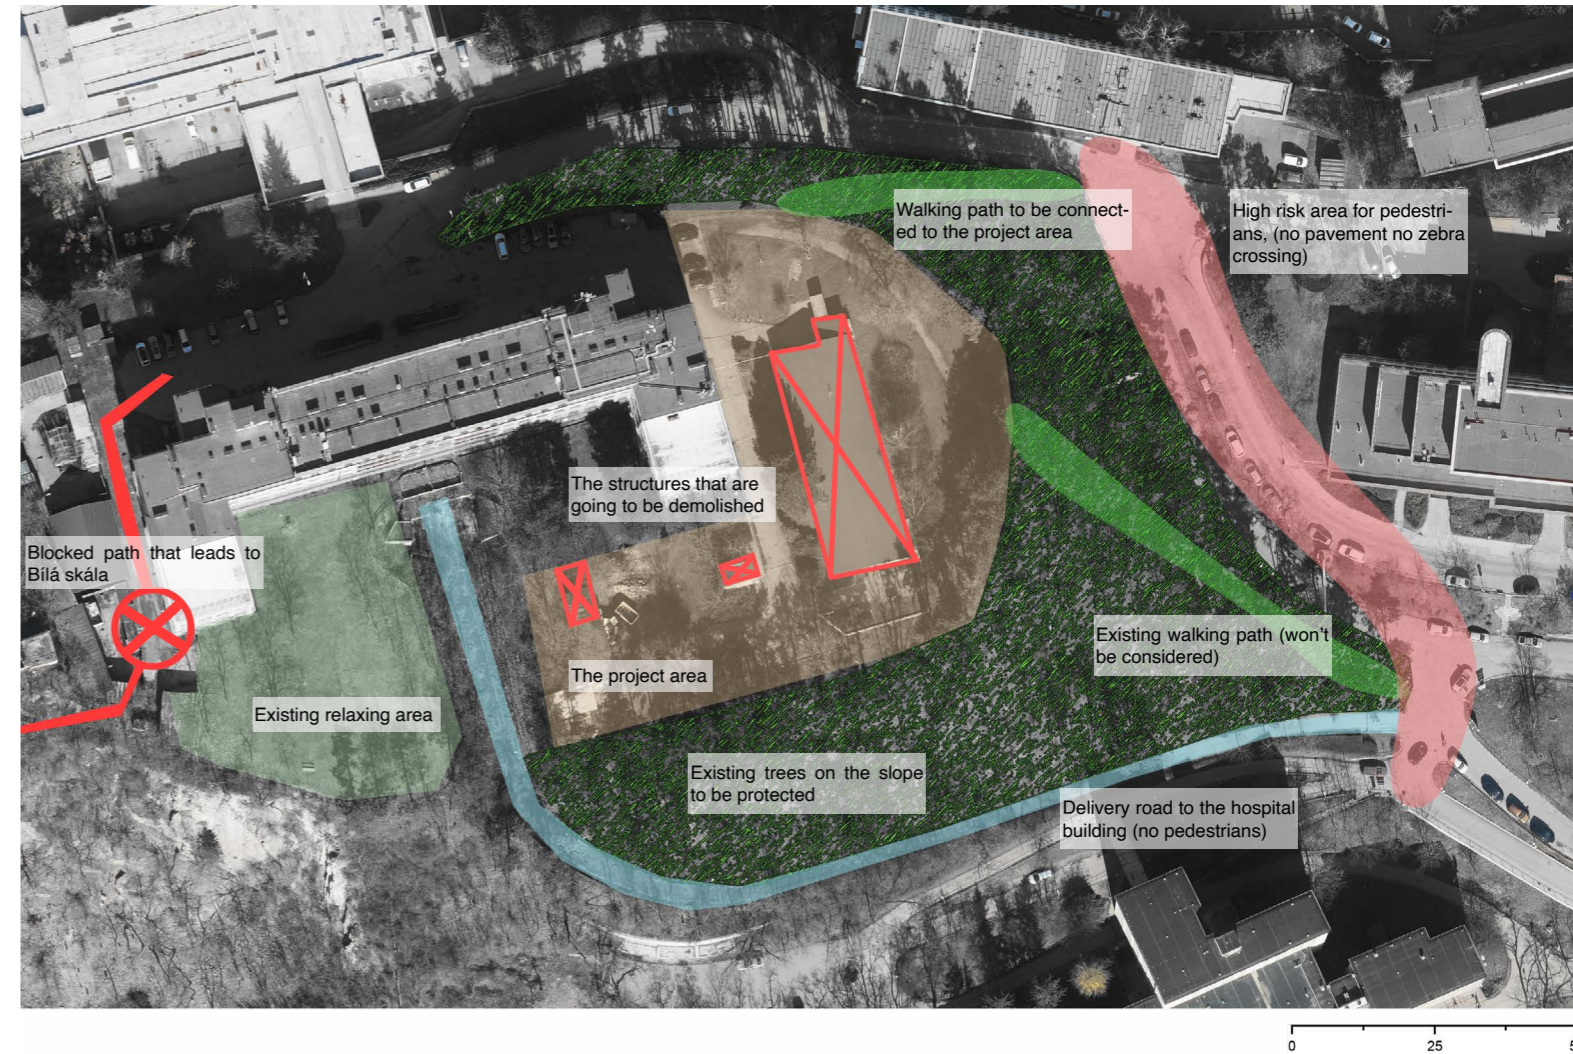 Walking path to be connect-
ed to the project area
High risk area for pedestri-
ans, (no pavement no zebra
crossing)
The structures that are
going to be demolished
Blocked path that leads to
Bílá skála
Existing walking path (won't
be considered)
The project area
Existing relaxing area
Existing trees on the slope
to be protected
Delivery road to the hospital
building (no pedestrians)
0 25